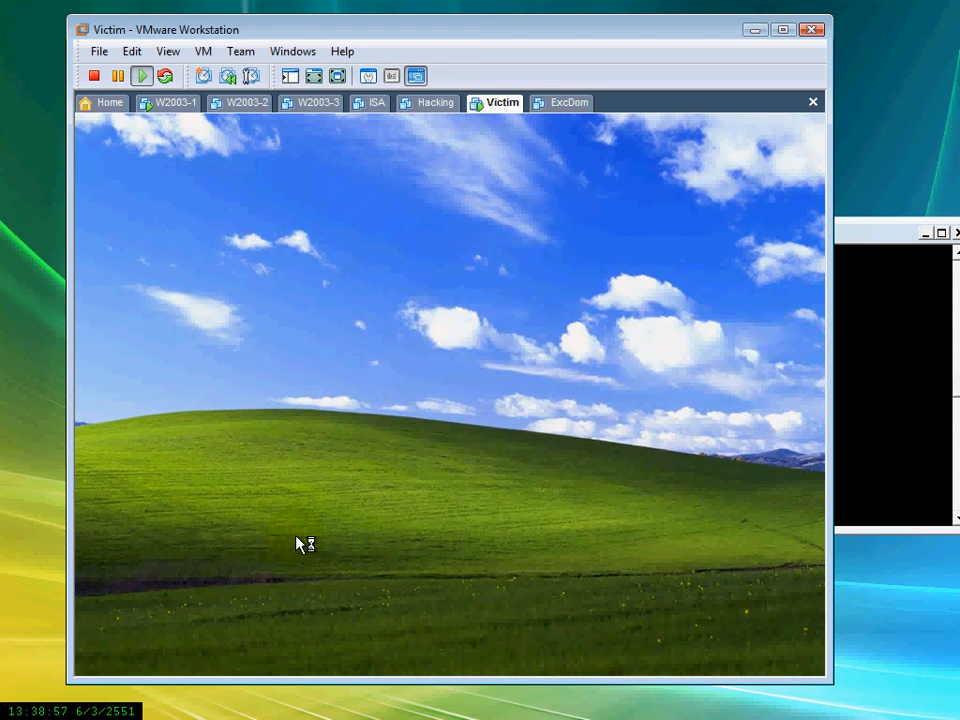 Victim - VMware Workstation
File Edit View VM Team Windows Help
Home W2003-1 W2003-2 W2003-3 ISA Hacking Victim ExcDom
13:38:57 6/3/2551